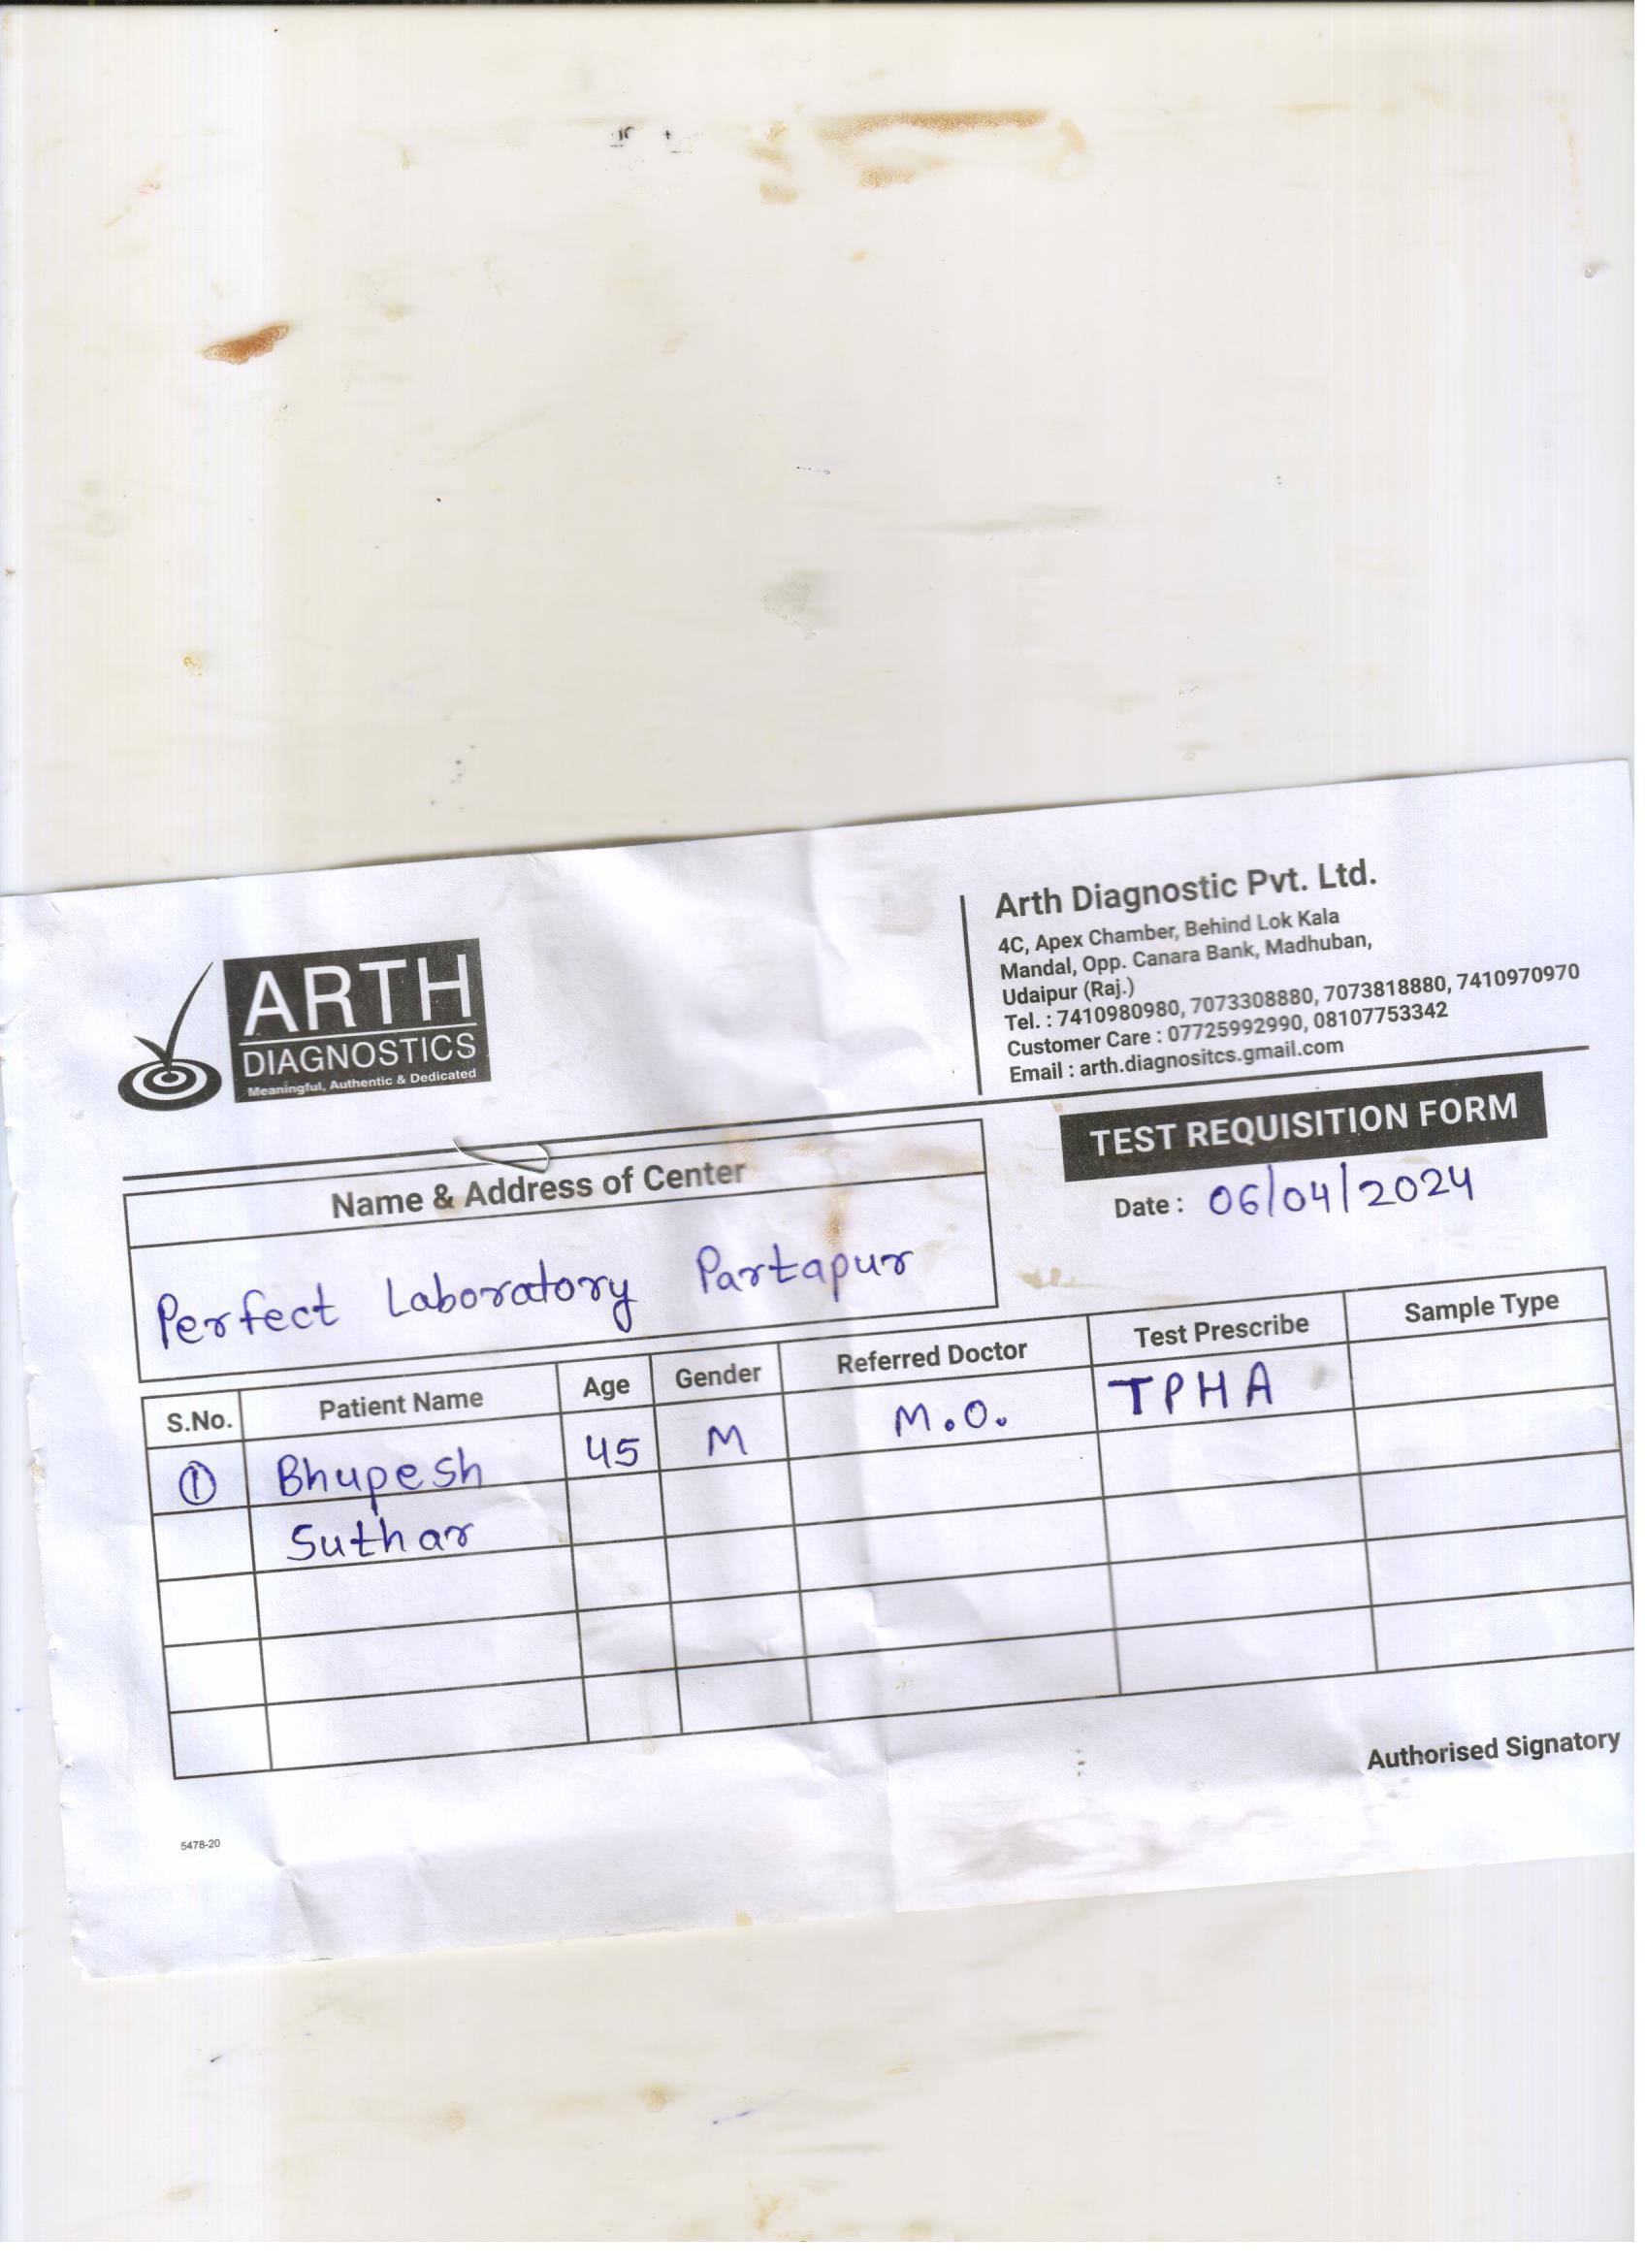 ARTH
DIAGNOSTICS
Meaningful, Authentic & Dedicated
Arth Diagnostic Pvt. Ltd.
4C, Apex Chamber, Behind Lok Kala
Mandal, Opp. Canara Bank, Madhuban,
Udaipur (Raj.)
Tel. : 7410980980, 7073308880, 7073818880, 7410970970
Customer Care : 07725992990, 08107753342
Email : arth.diagnositcs.gmail.com
TEST REQUISITION FORM
Date : 06/04/2024
Name & Address of Center
Perfect Laboratory Partapur
S.No. Patient Name Age Gender Referred Doctor Test Prescribe Sample Type
1 Bhupesh 45 M M.O. TPHA
Suthar
Authorised Signatory
5478-20